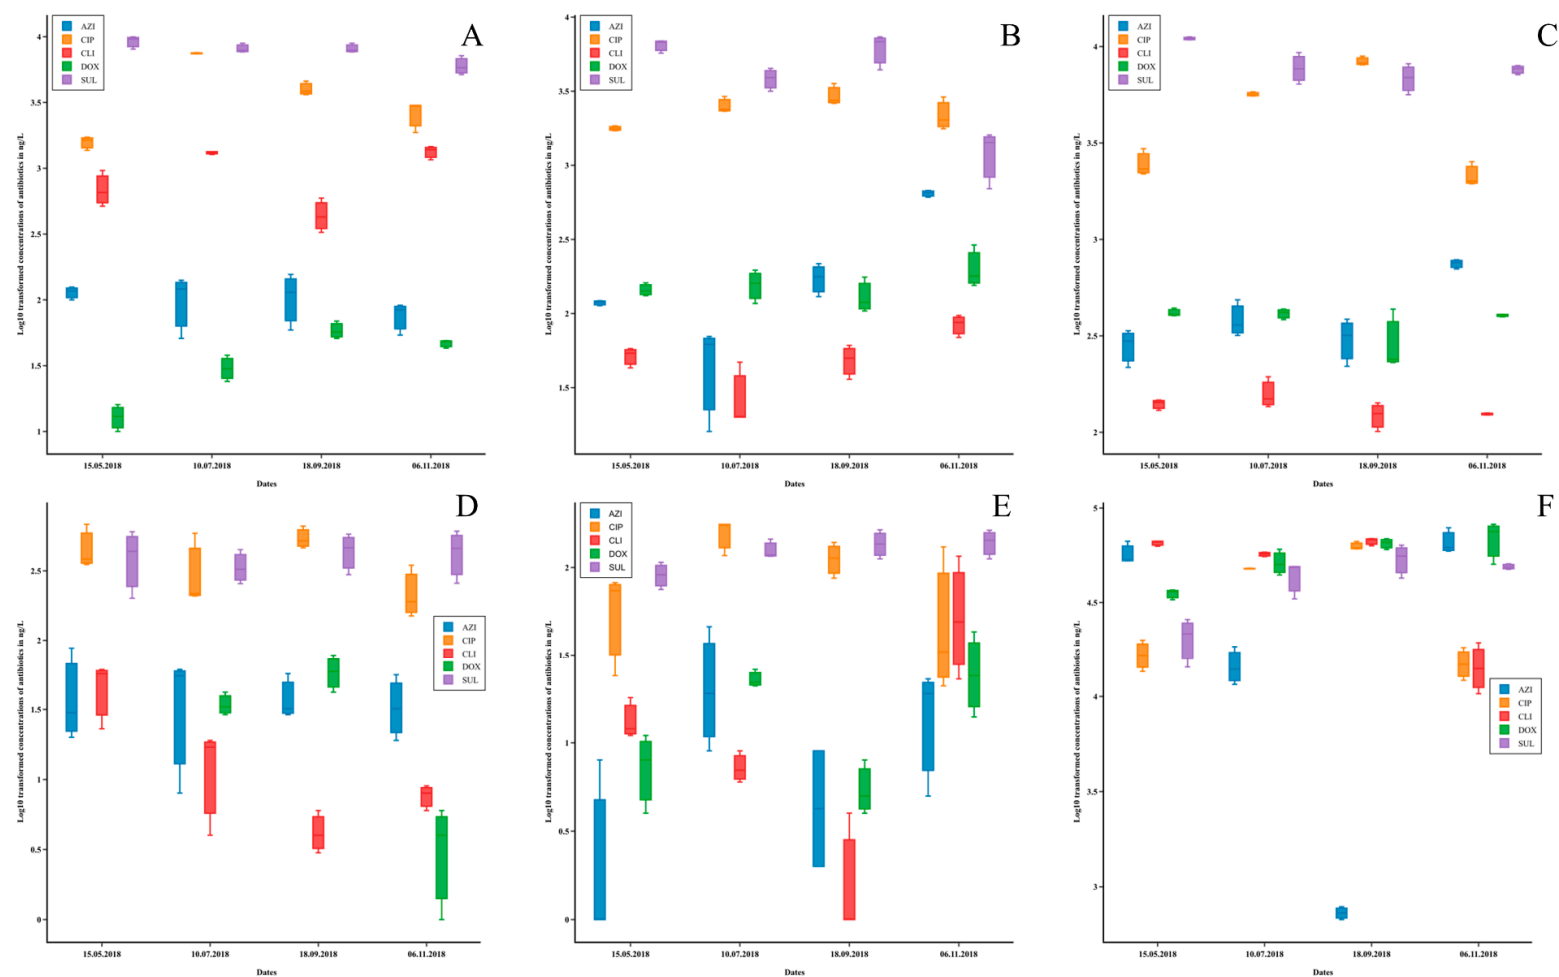 A
AZI
CIP
CLI
DOX
SUL
Log10 transformed concentrations of antibiotics in ng/L
4
3.5
3
2.5
2
1.5
1
15.05.2018 10.07.2018 18.09.2018 06.11.2018
Dates
B
AZI
CIP
CLI
DOX
SUL
Log10 transformed concentrations of antibiotics in ng/L
4
3.5
3
2.5
2
1.5
15.05.2018 10.07.2018 18.09.2018 06.11.2018
Dates
C
AZI
CIP
CLI
DOX
SUL
Log10 transformed concentrations of antibiotics in ng/L
4
3.5
3
2.5
2
15.05.2018 10.07.2018 18.09.2018 06.11.2018
Dates
D
AZI
CIP
CLI
DOX
SUL
Log10 transformed concentrations of antibiotics in ng/L
2.5
2
1.5
1
0.5
0
15.05.2018 10.07.2018 18.09.2018 06.11.2018
Dates
E
AZI
CIP
CLI
DOX
SUL
Log10 transformed concentrations of antibiotics in ng/L
2
1.5
1
0.5
0
15.05.2018 10.07.2018 18.09.2018 06.11.2018
Dates
F
AZI
CIP
CLI
DOX
SUL
Log10 transformed concentrations of antibiotics in ng/L
5
4.5
4
3.5
3
15.05.2018 10.07.2018 18.09.2018 06.11.2018
Dates